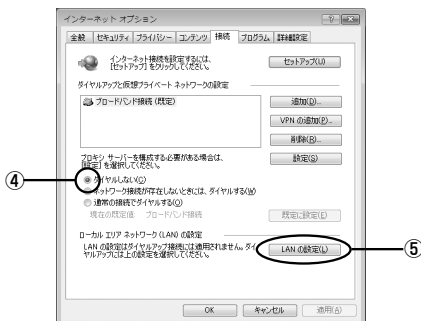 インターネット オプション
全般 セキュリティ プライバシー コンテンツ 接続 プログラム 詳細設定
インターネット接続を設定するには、
[セットアップ] をクリックしてください。
セットアップ(U)
ダイヤルアップと仮想プライベート ネットワークの設定
ブロードバンド接続 (既定)
追加(D)...
VPN の追加(P)...
削除(R)...
プロキシ サーバーを構成する必要がある場合は、
[設定] を選択してください。
設定(S)
④
ダイヤルしない(C)
ネットワーク接続が存在しないときには、ダイヤルする(W)
通常の接続でダイヤルする(O)
現在の既定値: ブロードバンド接続
既定に設定(E)
ローカル エリア ネットワーク (LAN) の設定
LAN の設定はダイヤルアップ接続には適用されません。ダイ
ヤルアップには上の設定を選択してください。
LAN の設定(L)
⑤
OK
キャンセル
適用(A)